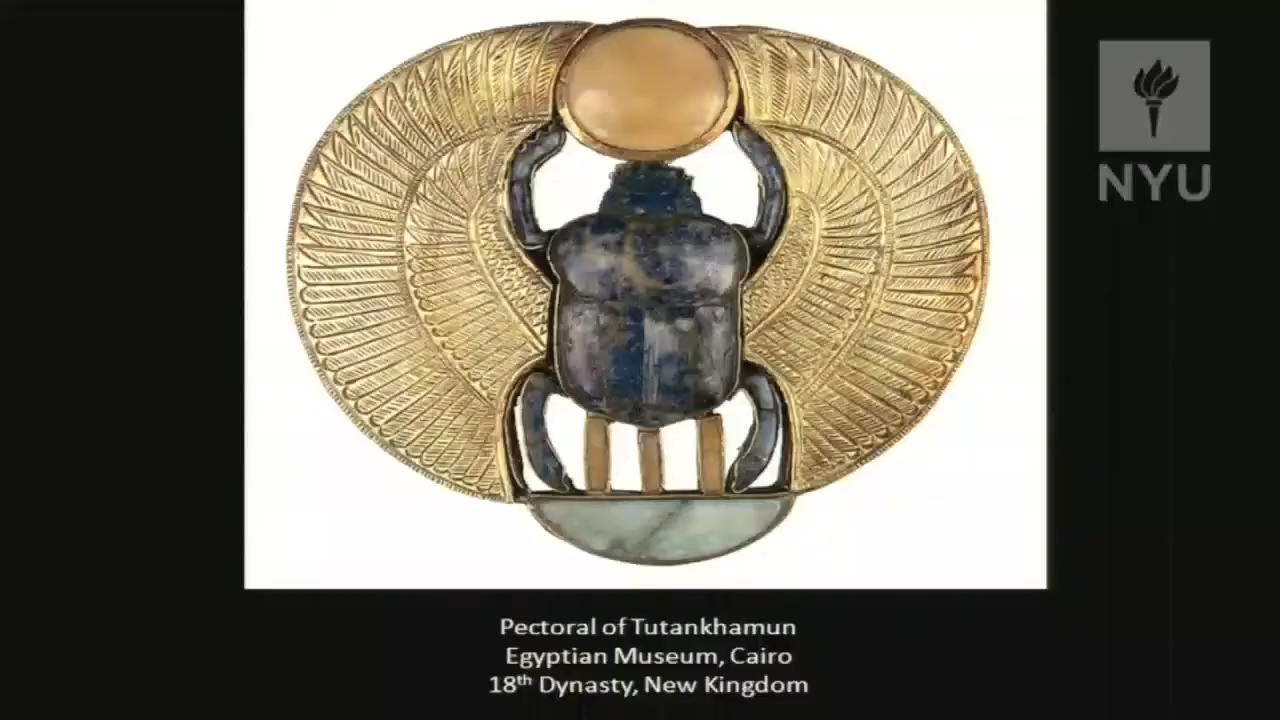 NYU
Pectoral of Tutankhamun
Egyptian Museum, Cairo
18th Dynasty, New Kingdom